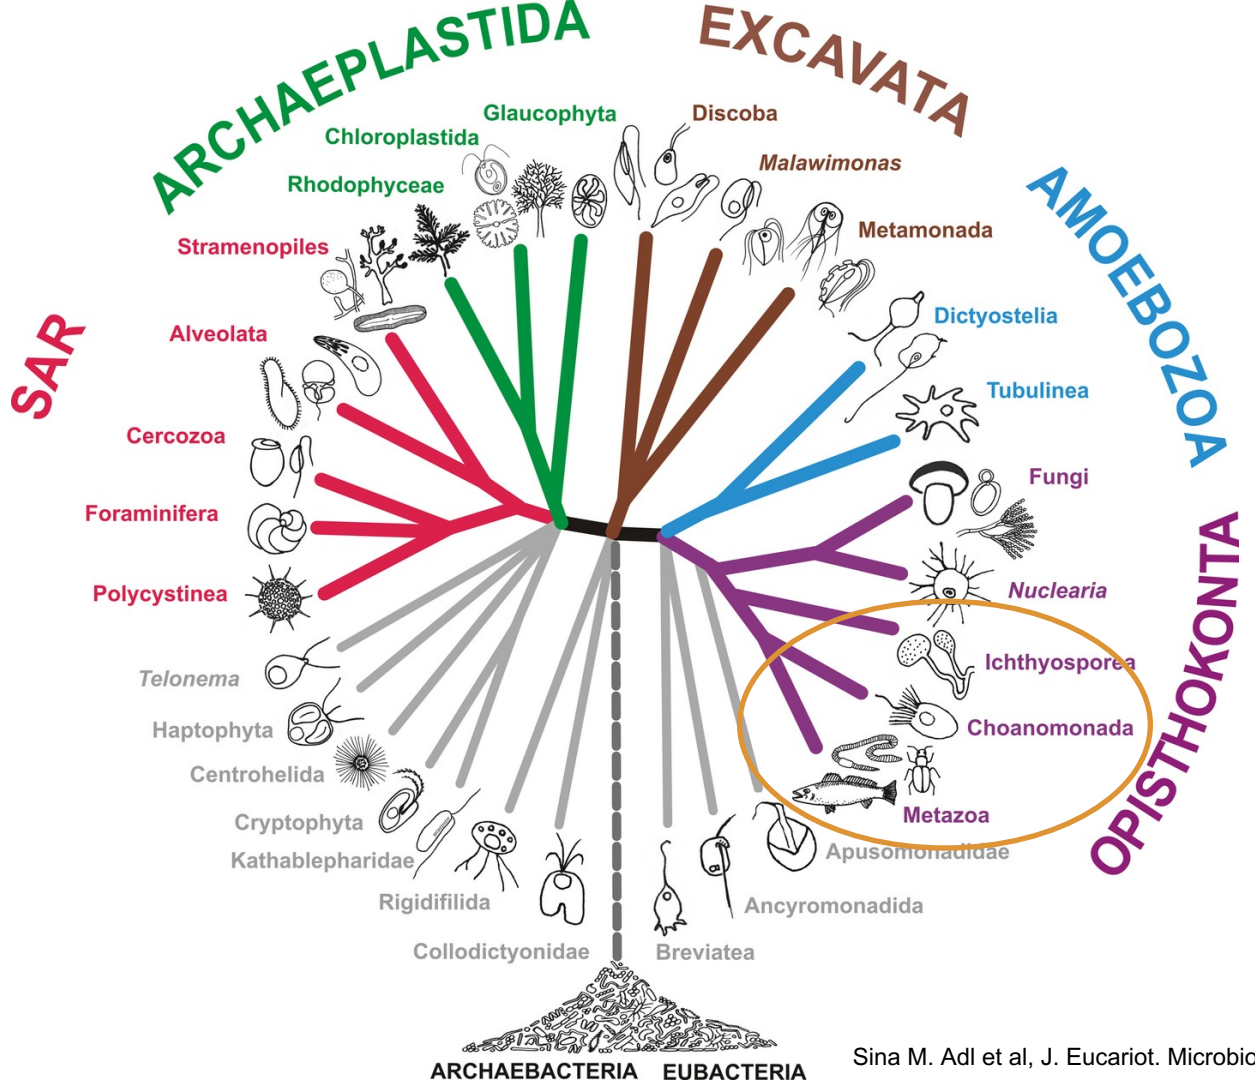 ARCHAEPLASTIDA
EXCAVATA
AMOEBOZOA
OPISTHOKONTA
SAR
Glaucophyta
Chloroplastida
Rhodophyceae
Stramenopiles
Alveolata
Cercozoa
Foraminifera
Polycystinea
Discoba
Malawimonas
Metamonada
Dictyostelia
Tubulinea
Fungi
Nuclearia
Ichthyosporea
Choanomonada
Metazoa
Telonema
Haptophyta
Centrohelida
Cryptophyta
Kathablepharidae
Rigidifilida
Collodictyonidae
Apusomonadidae
Ancyromonadida
Breviatea
ARCHAEBACTERIA EUBACTERIA
Sina M. Adl et al, J. Eucariot. Microbio